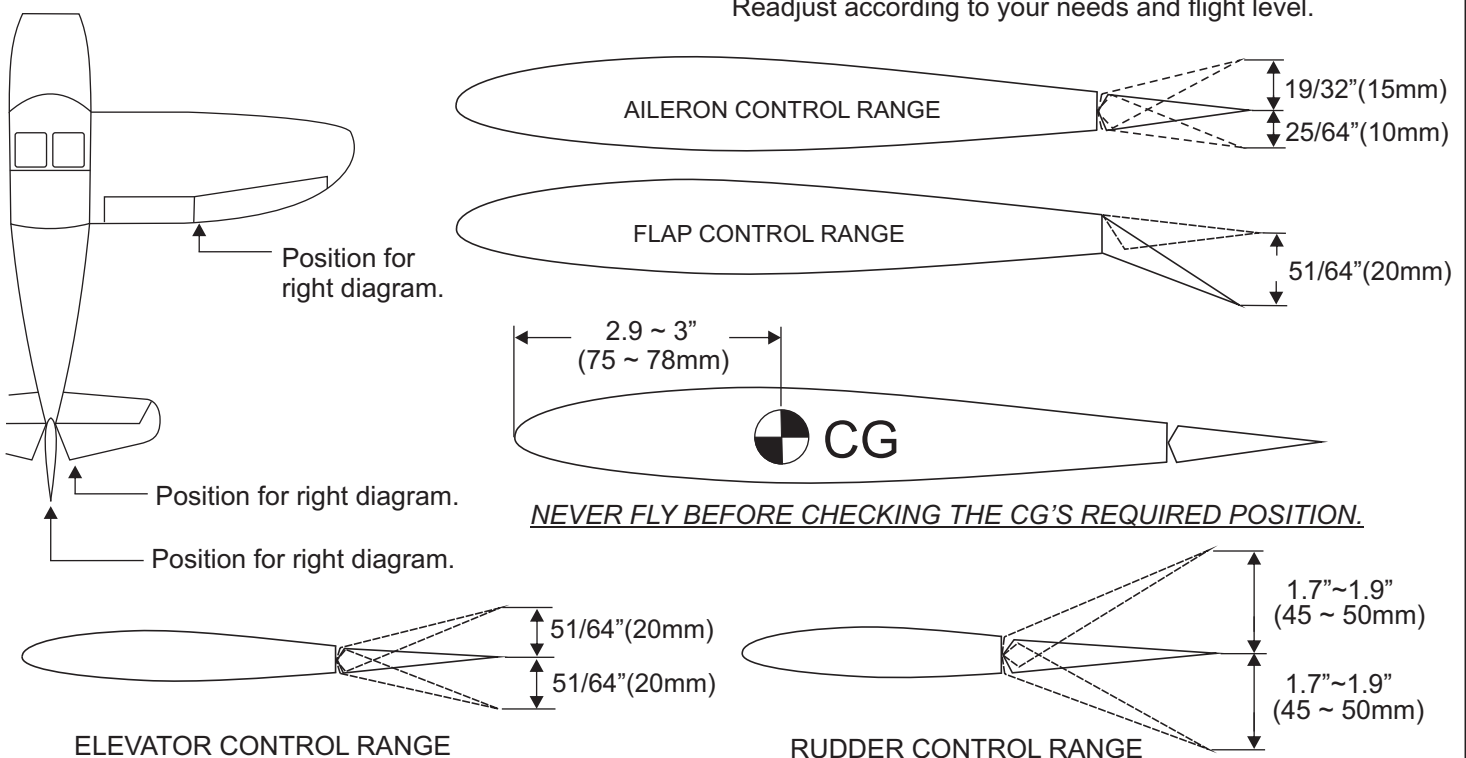 Readjust according to your needs and flight level.
AILERON CONTROL RANGE
19/32”(15mm)
25/64”(10mm)
Position for
right diagram.
FLAP CONTROL RANGE
51/64”(20mm)
2.9 ~ 3”
(75 ~ 78mm)
CG
Position for right diagram.
NEVER FLY BEFORE CHECKING THE CG’S REQUIRED POSITION.
Position for right diagram.
51/64”(20mm)
51/64”(20mm)
ELEVATOR CONTROL RANGE
1.7”~1.9”
(45 ~ 50mm)
1.7”~1.9”
(45 ~ 50mm)
RUDDER CONTROL RANGE